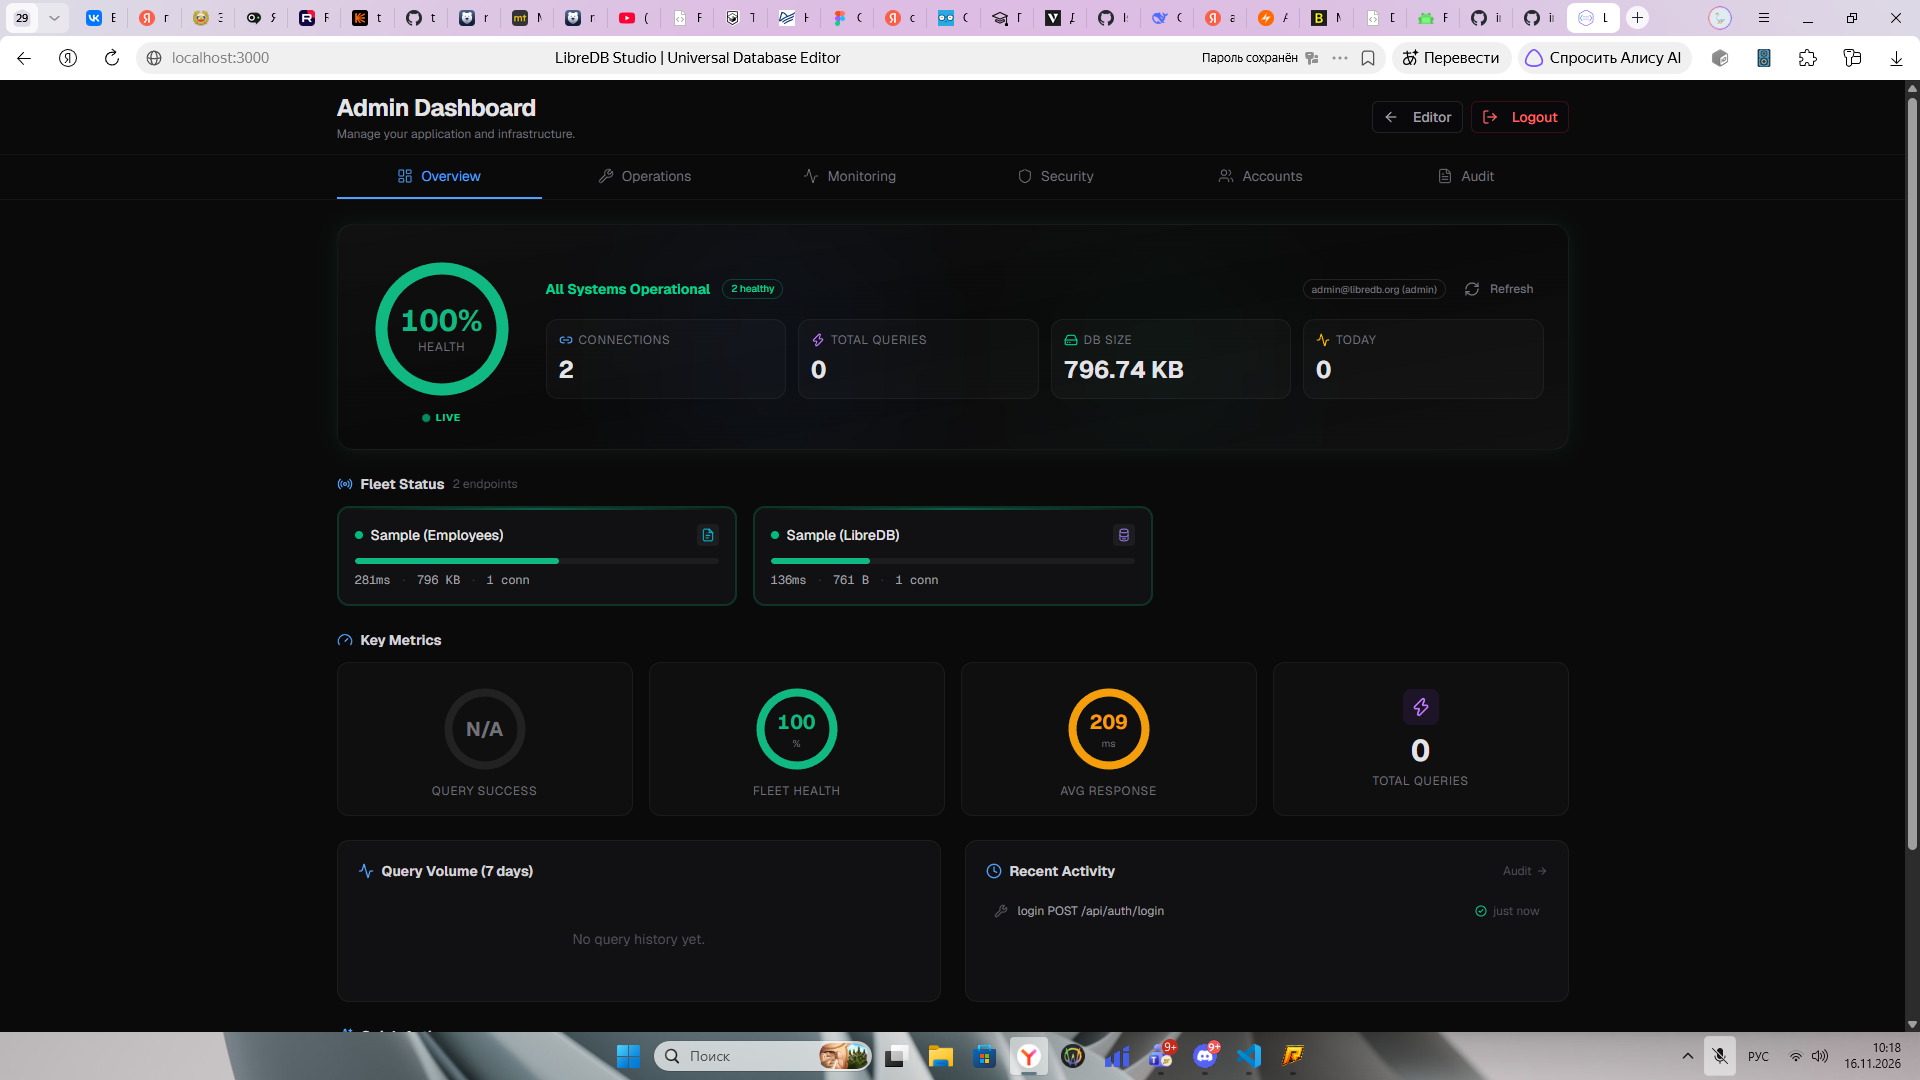 29
localhost:3000
LibreDB Studio | Universal Database Editor
Пароль сохранён
Перевести
Спросить Алису AI
Admin Dashboard
Manage your application and infrastructure.
Editor
Logout
Overview
Operations
Monitoring
Security
Accounts
Audit
100%
HEALTH
LIVE
All Systems Operational
2 healthy
admin@libredb.org (admin)
Refresh
CONNECTIONS
2
TOTAL QUERIES
0
DB SIZE
796.74 KB
TODAY
0
Fleet Status 2 endpoints
Sample (Employees)
281ms · 796 KB · 1 conn
Sample (LibreDB)
136ms · 761 B · 1 conn
Key Metrics
N/A
QUERY SUCCESS
100
%
FLEET HEALTH
209
ms
AVG RESPONSE
0
TOTAL QUERIES
Query Volume (7 days)
No query history yet.
Recent Activity
Audit →
login POST /api/auth/login
just now
Поиск
9+
9+
РУС
10:18
16.11.2026